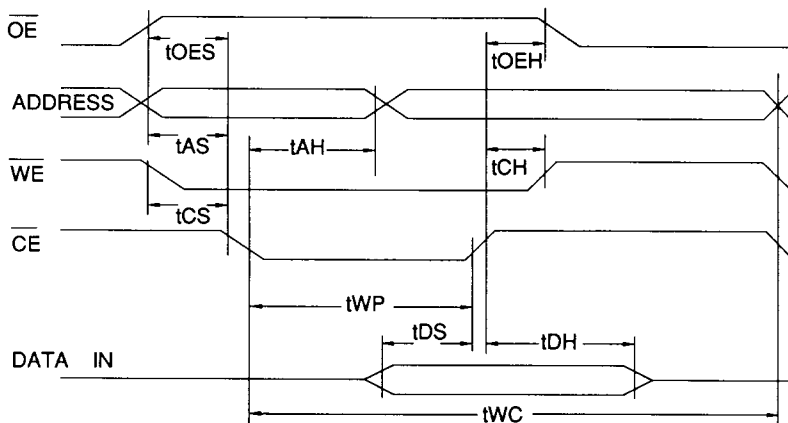 OE
tOES
tOEH
ADDRESS
tAS
tAH
WE
tCH
tCS
CE
tWP
tDS
tDH
DATA IN
tWC